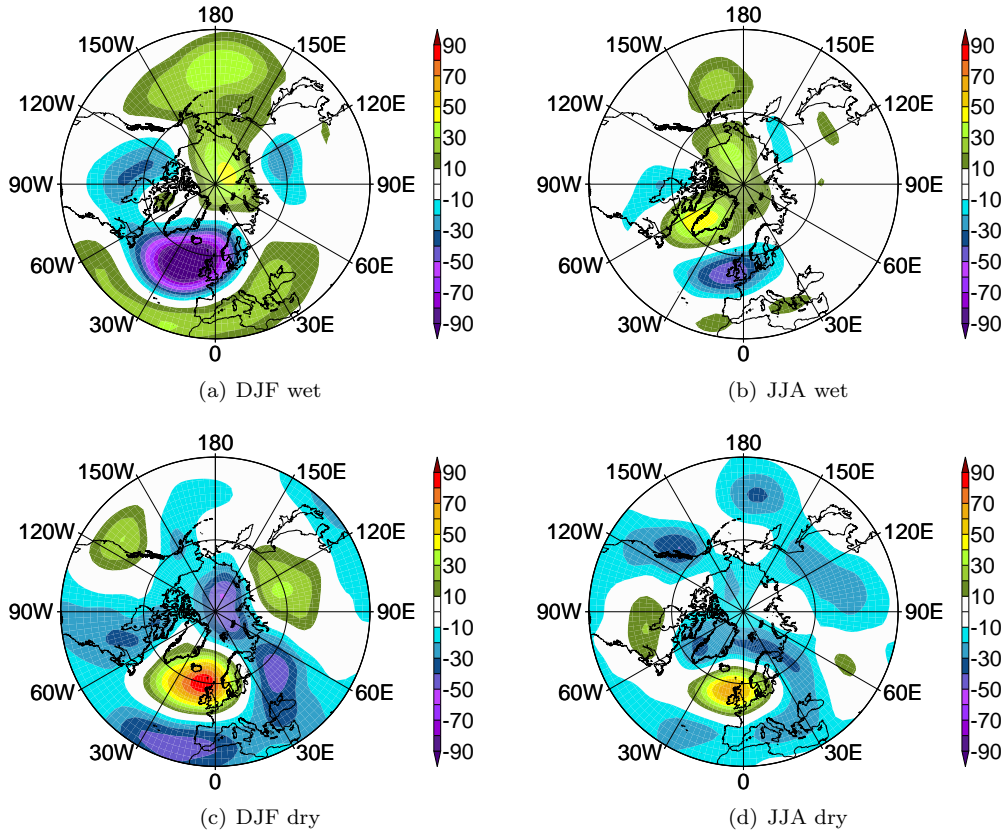 180
150W
150E
120W
120E
90W
90E
60W
60E
30W
30E
0
90
70
50
30
10
-10
-30
-50
-70
-90
(a) DJF wet
180
150W
150E
120W
120E
90W
90E
60W
60E
30W
30E
0
90
70
50
30
10
-10
-30
-50
-70
-90
(b) JJA wet
180
150W
150E
120W
120E
90W
90E
60W
60E
30W
30E
0
90
70
50
30
10
-10
-30
-50
-70
-90
(c) DJF dry
180
150W
150E
120W
120E
90W
90E
60W
60E
30W
30E
0
90
70
50
30
10
-10
-30
-50
-70
-90
(d) JJA dry